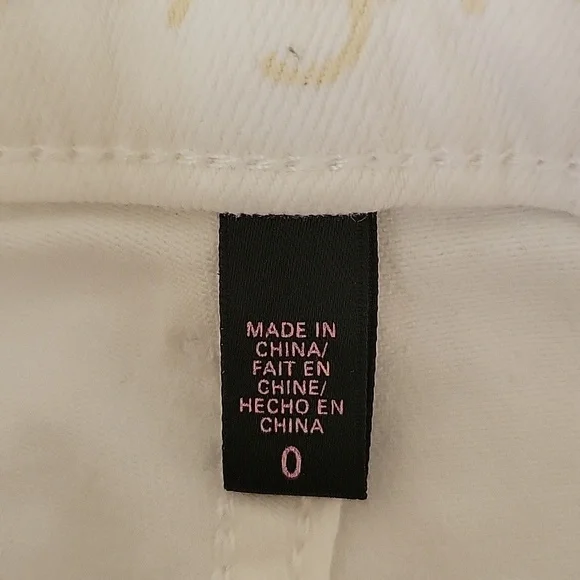 MADE IN
CHINA/
FAIT EN
CHINE/
HECHO EN
CHINA
0